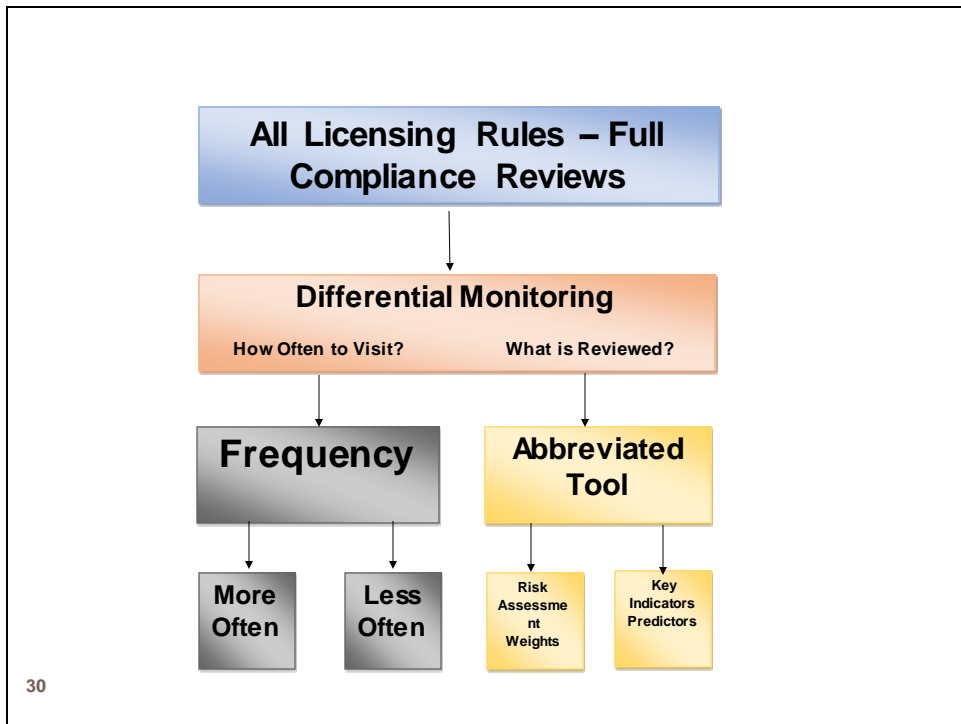 All Licensing Rules – Full
Compliance Reviews
Differential Monitoring
How Often to Visit?
What is Reviewed?
Frequency
Abbreviated
Tool
More
Often
Less
Often
Risk
Assessme
nt
Weights
Key
Indicators
Predictors
30